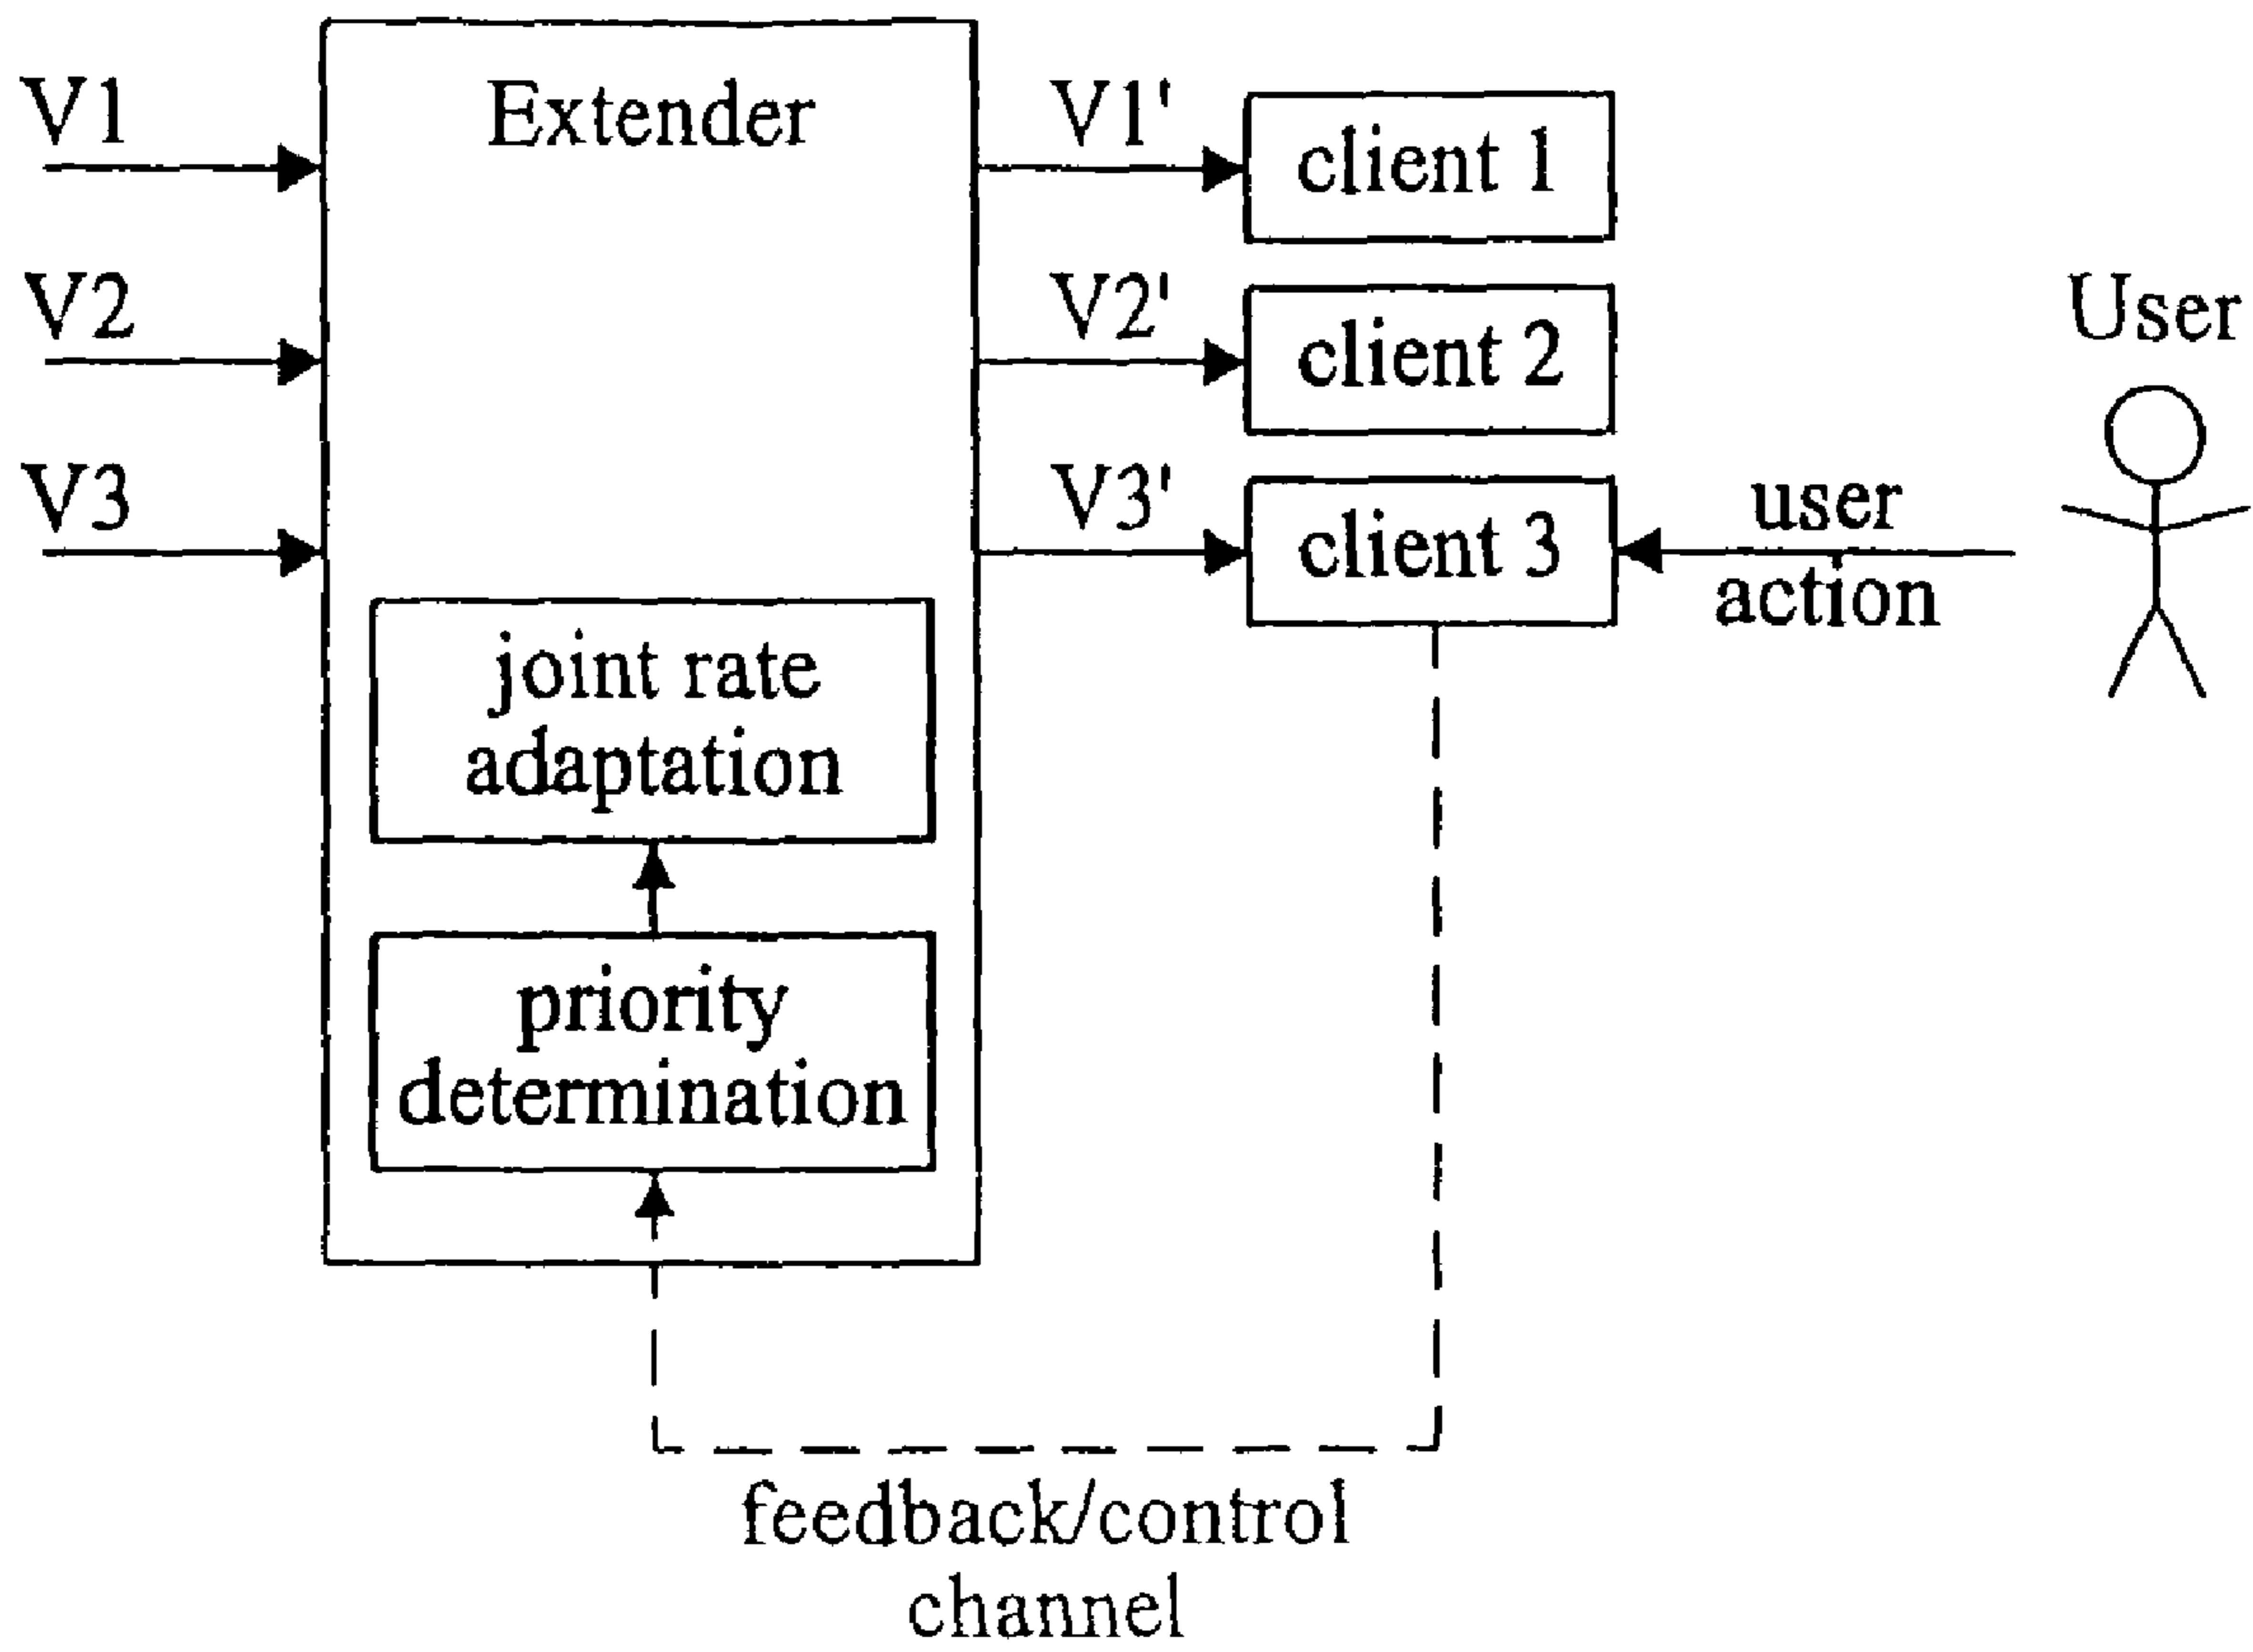 V1
Extender
V1'
client 1
V2
V2'
client 2
User
V3
V3'
client 3
user
action
joint rate
adaptation
priority
determination
feedback/control
channel